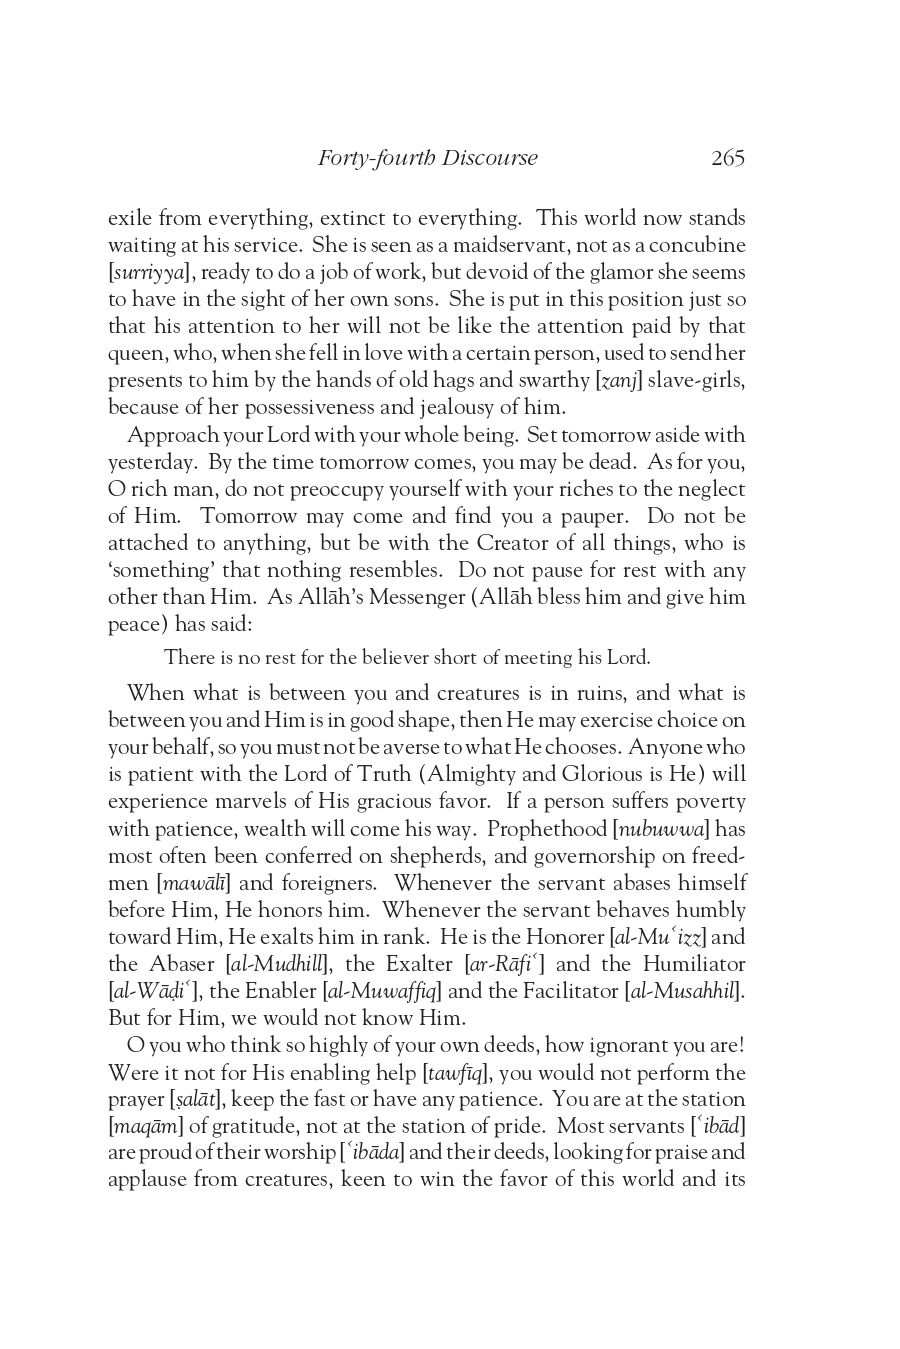 Forty-fourth Discourse 265
exile from everything, extinct to everything. This world now stands
waiting at his service. She is seen as a maidservant, not as a concubine
[surriyya], ready to do a job of work, but devoid of the glamor she seems
to have in the sight of her own sons. She is put in this position just so
that his attention to her will not be like the attention paid by that
queen, who, when she fell in love with a certain person, used to send her
presents to him by the hands of old hags and swarthy [zanj] slave-girls,
because of her possessiveness and jealousy of him.
Approach your Lord with your whole being. Set tomorrow aside with
yesterday. By the time tomorrow comes, you may be dead. As for you,
O rich man, do not preoccupy yourself with your riches to the neglect
of Him. Tomorrow may come and find you a pauper. Do not be
attached to anything, but be with the Creator of all things, who is
‘something’ that nothing resembles. Do not pause for rest with any
other than Him. As Allāh’s Messenger (Allāh bless him and give him
peace) has said:
There is no rest for the believer short of meeting his Lord.
When what is between you and creatures is in ruins, and what is
between you and Him is in good shape, then He may exercise choice on
your behalf, so you must not be averse to what He chooses. Anyone who
is patient with the Lord of Truth (Almighty and Glorious is He) will
experience marvels of His gracious favor. If a person suffers poverty
with patience, wealth will come his way. Prophethood [nubuwwa] has
most often been conferred on shepherds, and governorship on freed-
men [mawālī] and foreigners. Whenever the servant abases himself
before Him, He honors him. Whenever the servant behaves humbly
toward Him, He exalts him in rank. He is the Honorer [al-Muʿizz] and
the Abaser [al-Mudhill], the Exalter [ar-Rāfiʿ] and the Humiliator
[al-Wāḍiʿ], the Enabler [al-Muwaffiq] and the Facilitator [al-Musahhil].
But for Him, we would not know Him.
O you who think so highly of your own deeds, how ignorant you are!
Were it not for His enabling help [tawfīq], you would not perform the
prayer [ṣalāt], keep the fast or have any patience. You are at the station
[maqām] of gratitude, not at the station of pride. Most servants [ʿibād]
are proud of their worship [ʿibāda] and their deeds, looking for praise and
applause from creatures, keen to win the favor of this world and its